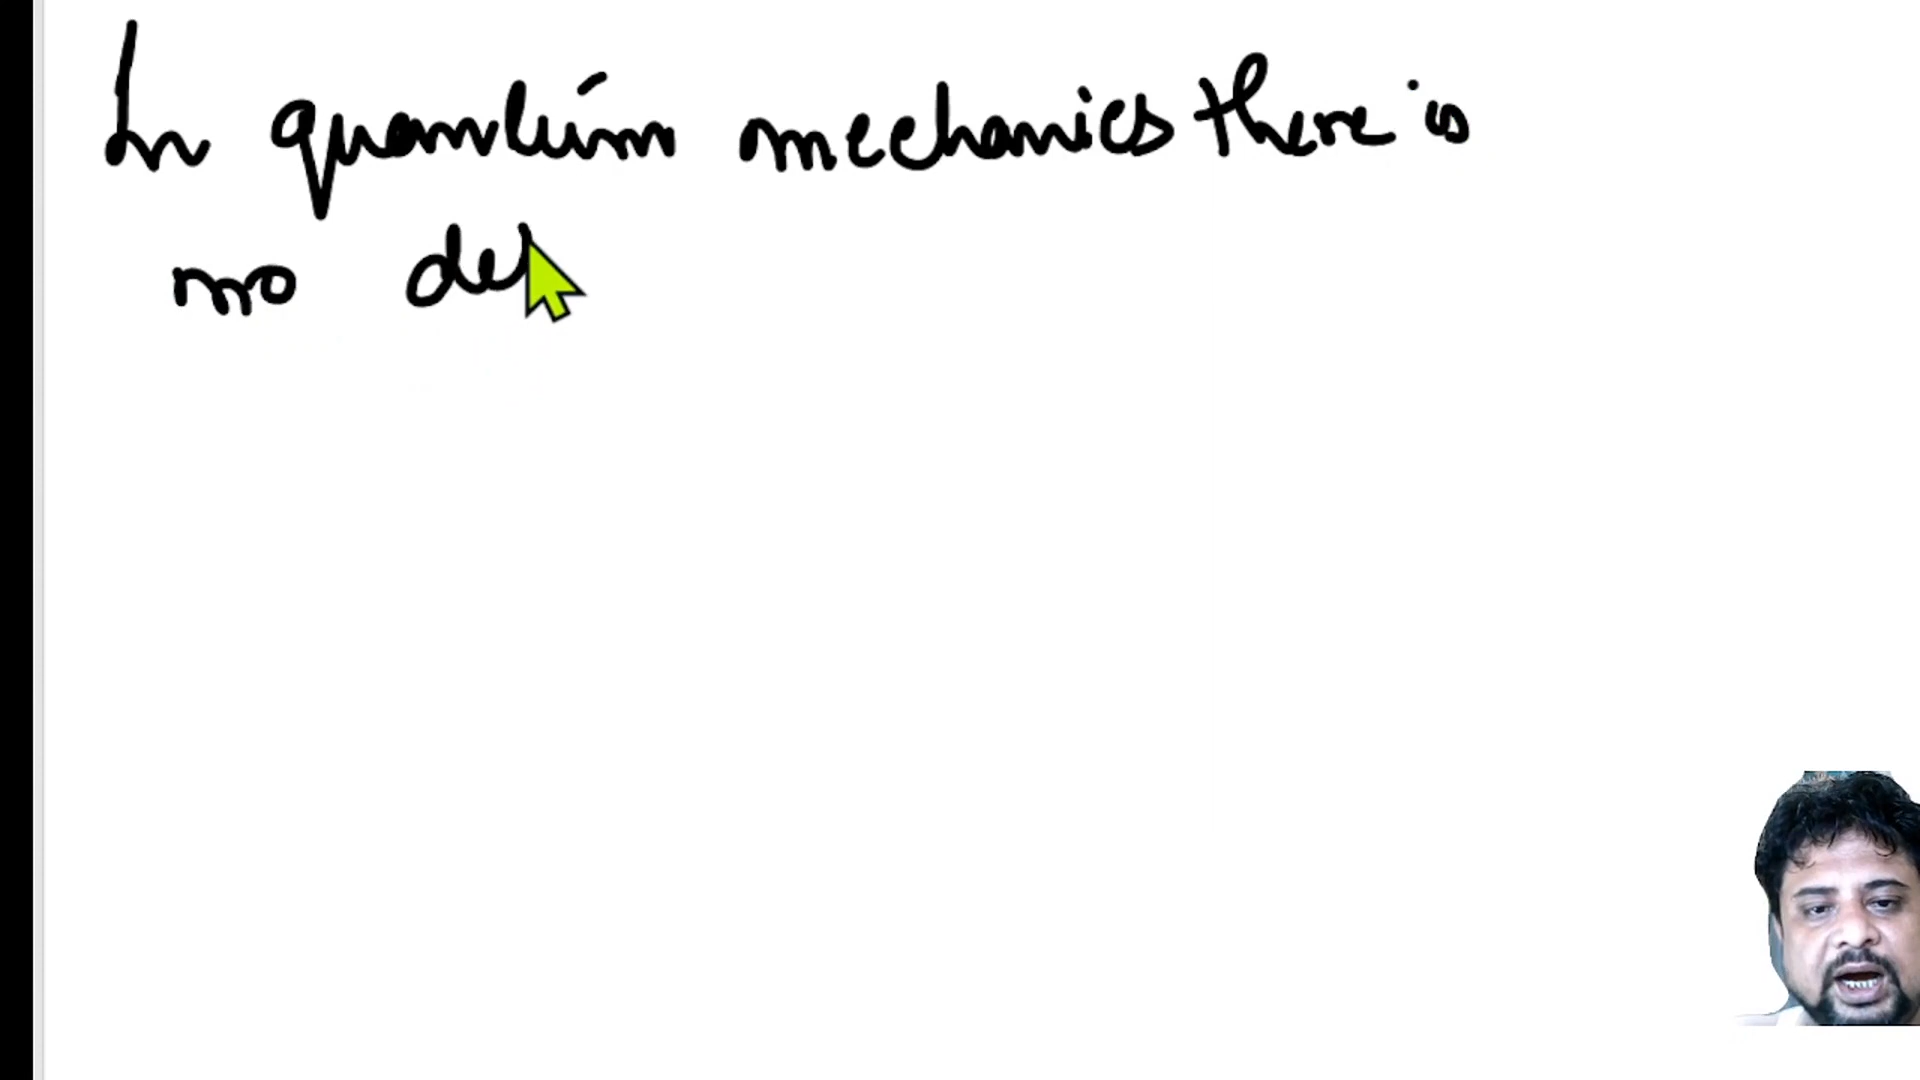 In quantum mechanics there is
no de